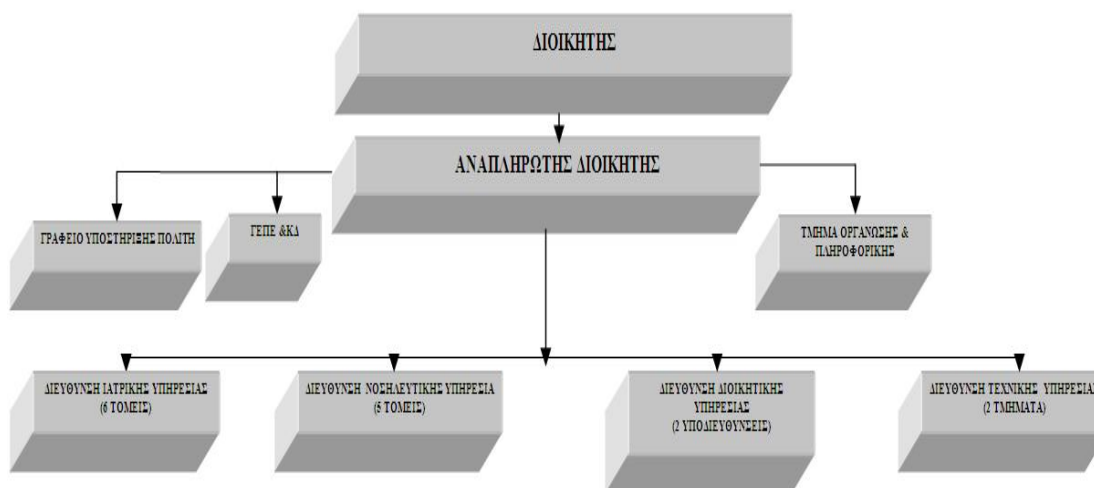 ΔΙΟΙΚΗΤΗΣ
ΑΝΑΠΛΗΡΩΤΗΣ ΔΙΟΙΚΗΤΗΣ
ΓΡΑΦΕΙΟ ΥΠΟΣΤΗΡΙΞΗΣ ΠΟΛΙΤΗ
ΓΕΠΕ &ΚΔ
ΤΜΗΜΑ ΟΡΓΑΝΩΣΗΣ &
ΠΛΗΡΟΦΟΡΙΚΗΣ
ΔΙΕΥΘΥΝΣΗ ΙΑΤΡΙΚΗΣ ΥΠΗΡΕΣΙΑΣ
(6 ΤΟΜΕΙΣ)
ΔΙΕΥΘΥΝΣΗ ΝΟΣΗΛΕΥΤΙΚΗΣ ΥΠΗΡΕΣΙΑ
(5 ΤΟΜΕΙΣ)
ΔΙΕΥΘΥΝΣΗ ΔΙΟΙΚΗΤΙΚΗΣ
ΥΠΗΡΕΣΙΑΣ
(2 ΥΠΟΔΙΕΥΘΥΝΣΕΙΣ)
ΔΙΕΥΘΥΝΣΗ ΤΕΧΝΙΚΗΣ ΥΠΗΡΕΣΙΑΣ
(2 ΤΜΗΜΑΤΑ)